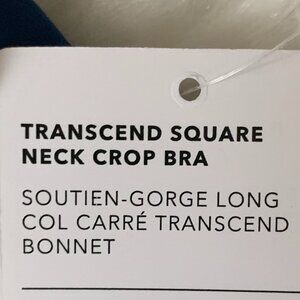 TRANSCEND SQUARE
NECK CROP BRA
SOUTIEN-GORGE LONG
COL CARRÉ TRANSCEND
BONNET